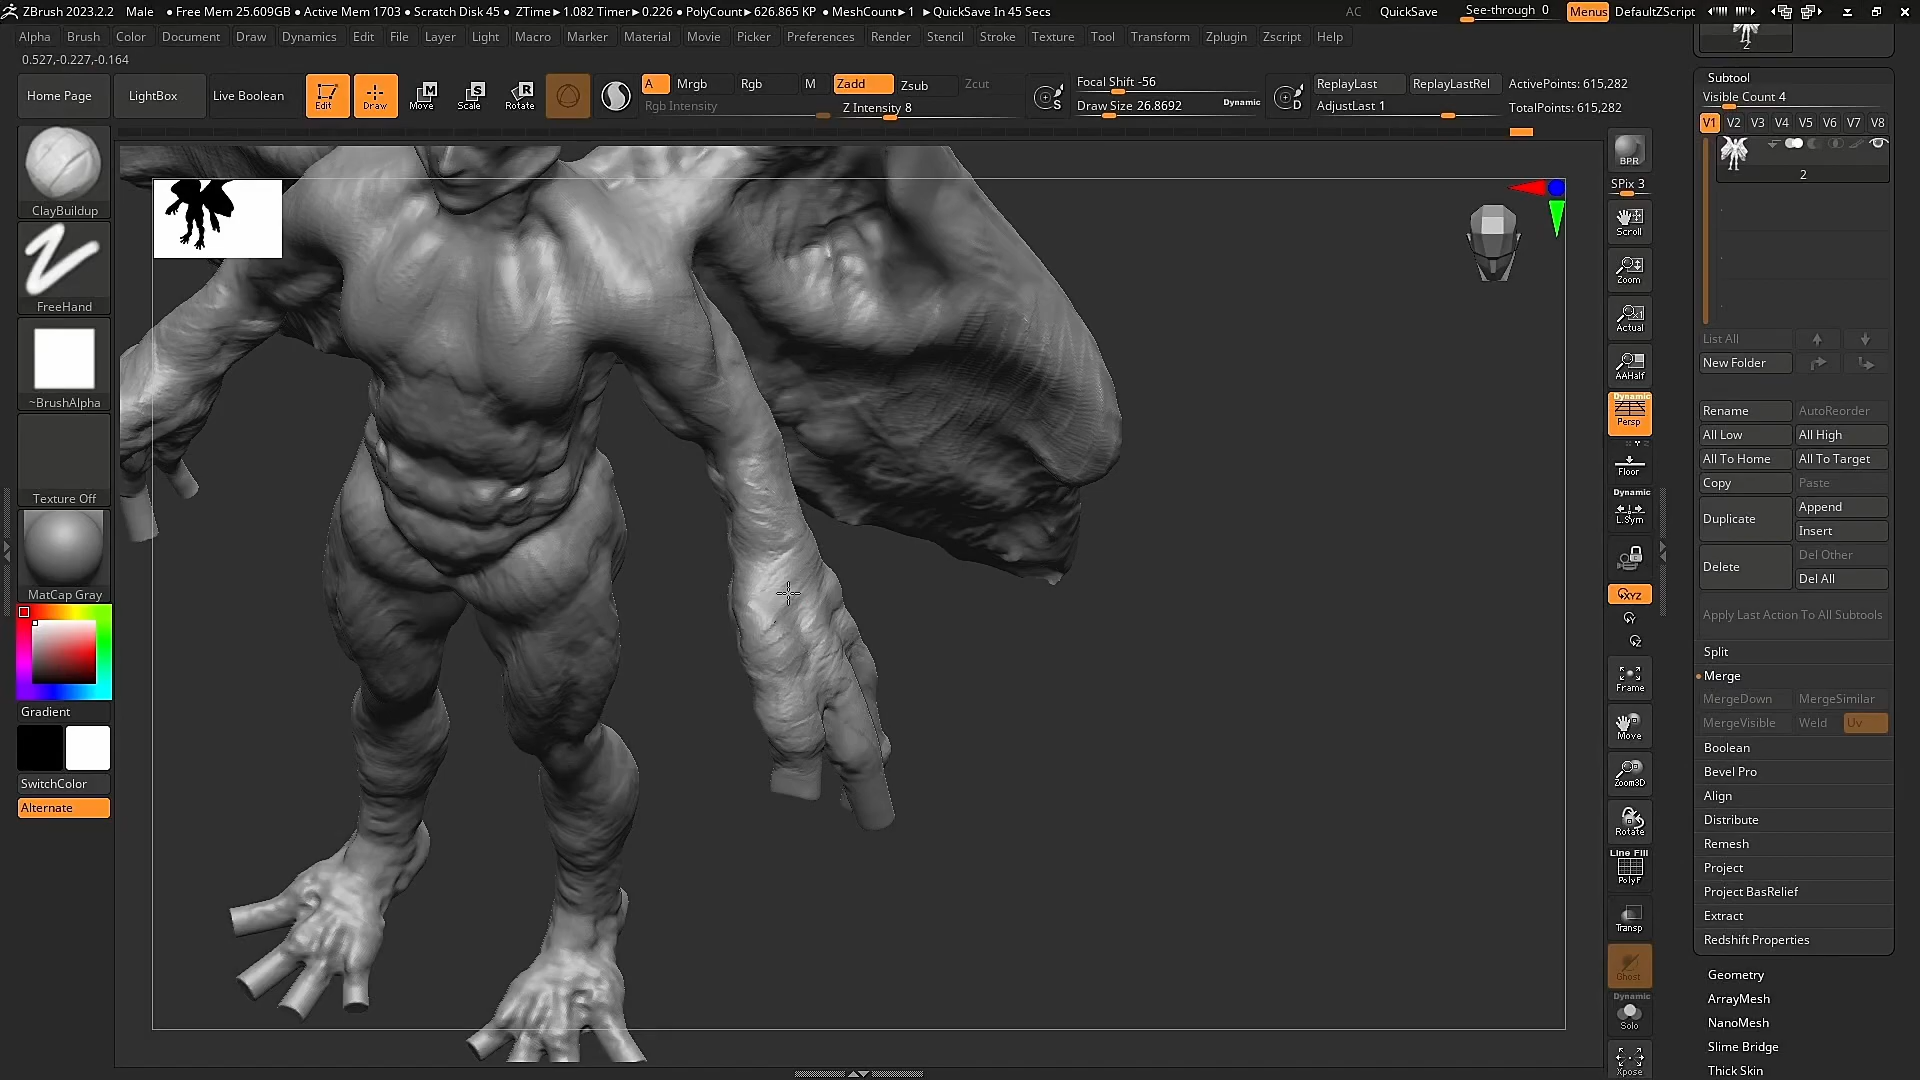 ZBrush 2023.2.2 Male • Free Mem 25.609GB • Active Mem 1703 • Scratch Disk 45 • ZTime►1.082 Timer►0.226 • PolyCount►626.865 KP • MeshCount►1 ►QuickSave In 45 Secs AC QuickSave See-through 0 Menus DefaultZScript
Alpha Brush Color Document Draw Dynamics Edit File Layer Light Macro Marker Material Movie Picker Preferences Render Stencil Stroke Texture Tool Transform Zplugin Zscript Help
0.527,-0.227,-0.164
Home Page LightBox Live Boolean Edit Draw Move Scale Rotate
M S R
A Mrgb Rgb M Zadd Zsub Zcut
Rgb Intensity Z Intensity 8
S Focal Shift -56
Draw Size 26.8692 Dynamic
D ReplayLast ReplayLastRel ActivePoints: 615,282
AdjustLast 1 TotalPoints: 615,282
ClayBuildup
FreeHand
~BrushAlpha
Texture Off
MatCap Gray
Gradient
SwitchColor
Alternate
BPR
SPix 3
Scroll
Zoom
Actual
AAHalf
Dynamic
Persp
Floor
Dynamic
L.Sym
XYZ
Y
Z
Frame
Move
Zoom3D
Rotate
Line Fill
PolyF
Transp
Ghost
Dynamic
Solo
Xpose
2
Subtool
Visible Count 4
V1 V2 V3 V4 V5 V6 V7 V8
2
List All
New Folder
Rename AutoReorder
All Low All High
All To Home All To Target
Copy Paste
Duplicate Append
Insert
Delete Del Other
Del All
Apply Last Action To All Subtools
Split
Merge
MergeDown MergeSimilar
MergeVisible Weld Uv
Boolean
Bevel Pro
Align
Distribute
Remesh
Project
Project BasRelief
Extract
Redshift Properties
Geometry
ArrayMesh
NanoMesh
Slime Bridge
Thick Skin